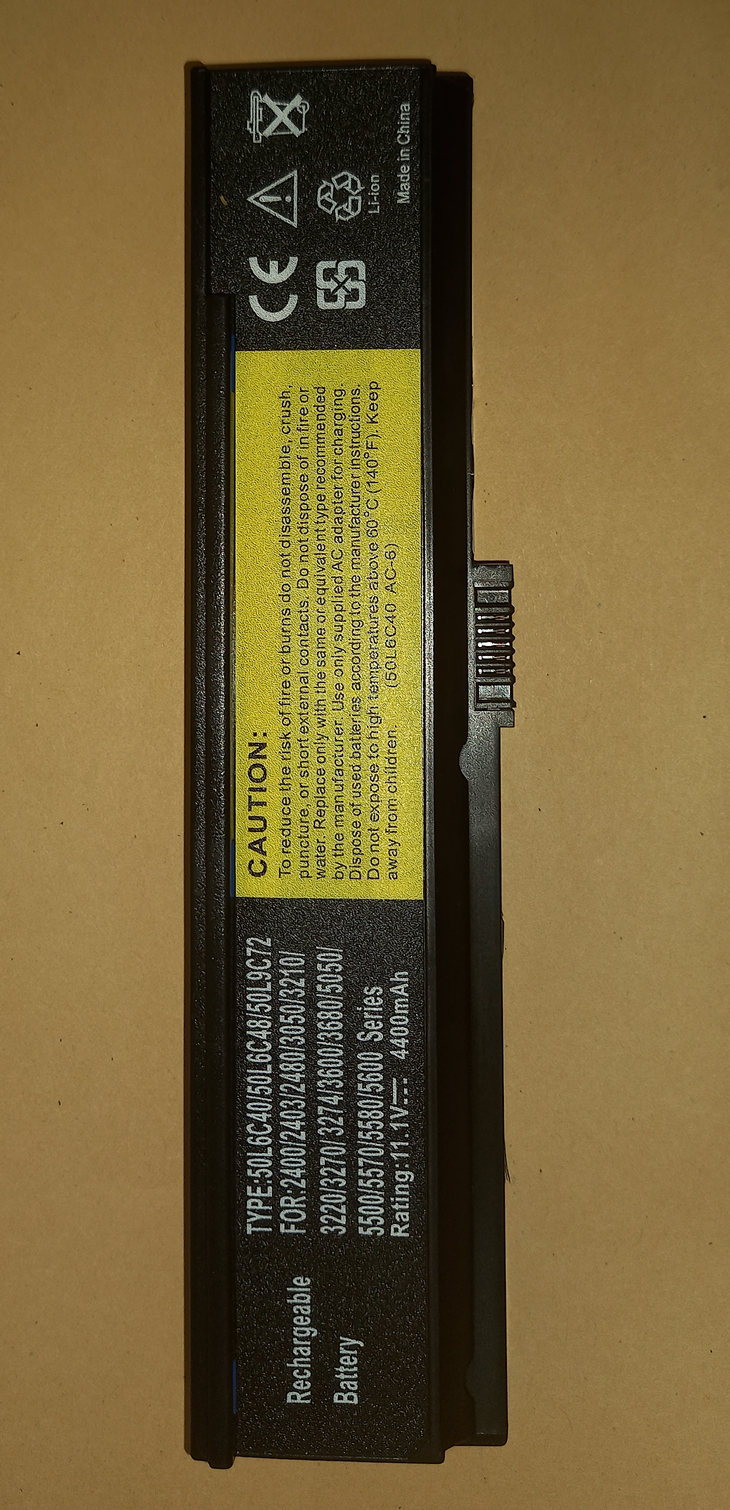 Rechargeable
Battery
TYPE:50L6C40/50L6C48/50L9C72
FOR:2400/2403/2480/3050/3210/
3220/3270/3274/3600/3680/5050/
5500/5570/5580/5600 Series
Rating:11.1V 4400mAh
CAUTION:
To reduce the risk of fire or burns do not disassemble, crush,
puncture, or short external contacts. Do not dispose of in fire or
water. Replace only with the same or equivalent type recommended
by the manufacturer. Use only supplied AC adapter for charging.
Dispose of used batleries according to the manufacturer instructions.
Do not expose to high temperatures above 60°C (140°F). Keep
away from children. (50L6C40 AC-6)
CE
Li-ion
Made in China